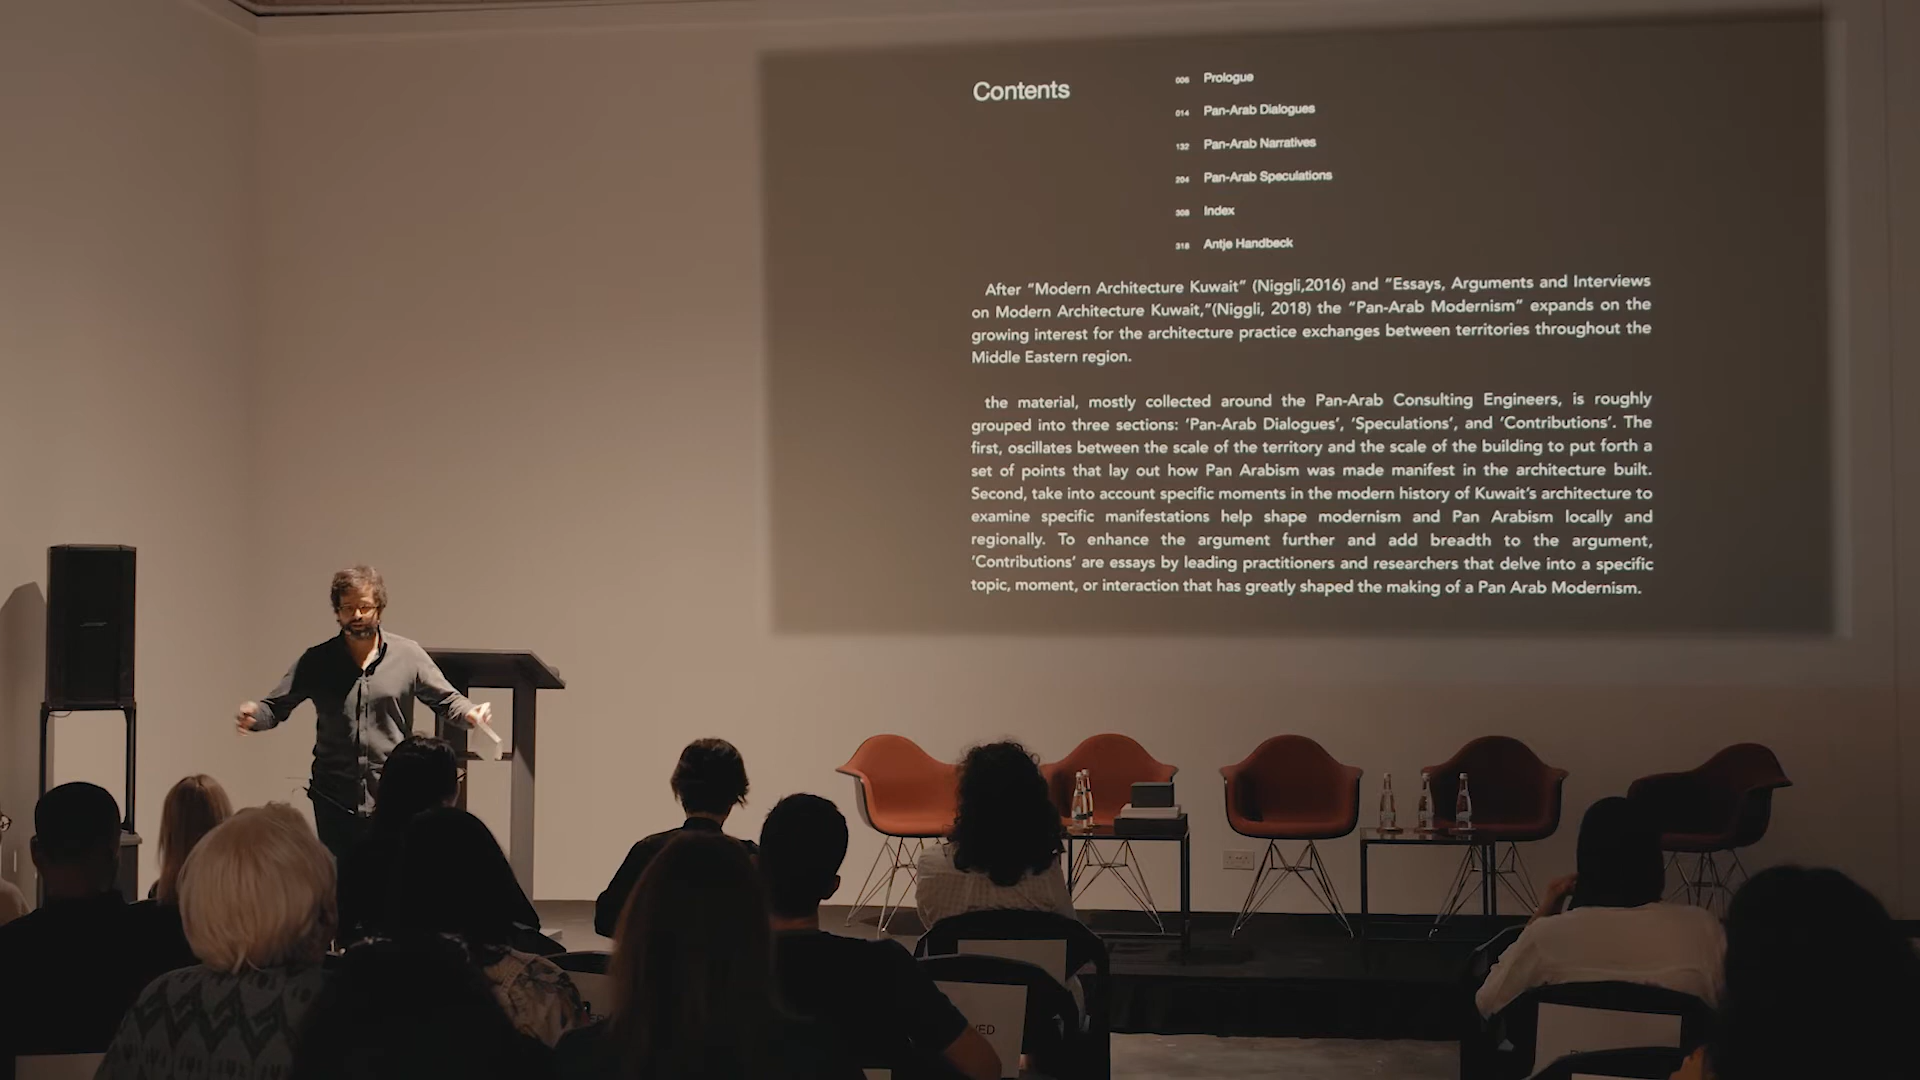 Contents
006 Prologue
014 Pan-Arab Dialogues
132 Pan-Arab Narratives
204 Pan-Arab Speculations
308 Index
318 Antje Handbeck
After “Modern Architecture Kuwait” (Niggli,2016) and “Essays, Arguments and Interviews
on Modern Architecture Kuwait,”(Niggli, 2018) the “Pan-Arab Modernism” expands on the
growing interest for the architecture practice exchanges between territories throughout the
Middle Eastern region.
the material, mostly collected around the Pan-Arab Consulting Engineers, is roughly
grouped into three sections: ‘Pan-Arab Dialogues’, ‘Speculations’, and ‘Contributions’. The
first, oscillates between the scale of the territory and the scale of the building to put forth a
set of points that lay out how Pan Arabism was made manifest in the architecture built.
Second, take into account specific moments in the modern history of Kuwait’s architecture to
examine specific manifestations help shape modernism and Pan Arabism locally and
regionally. To enhance the argument further and add breadth to the argument,
‘Contributions’ are essays by leading practitioners and researchers that delve into a specific
topic, moment, or interaction that has greatly shaped the making of a Pan Arab Modernism.